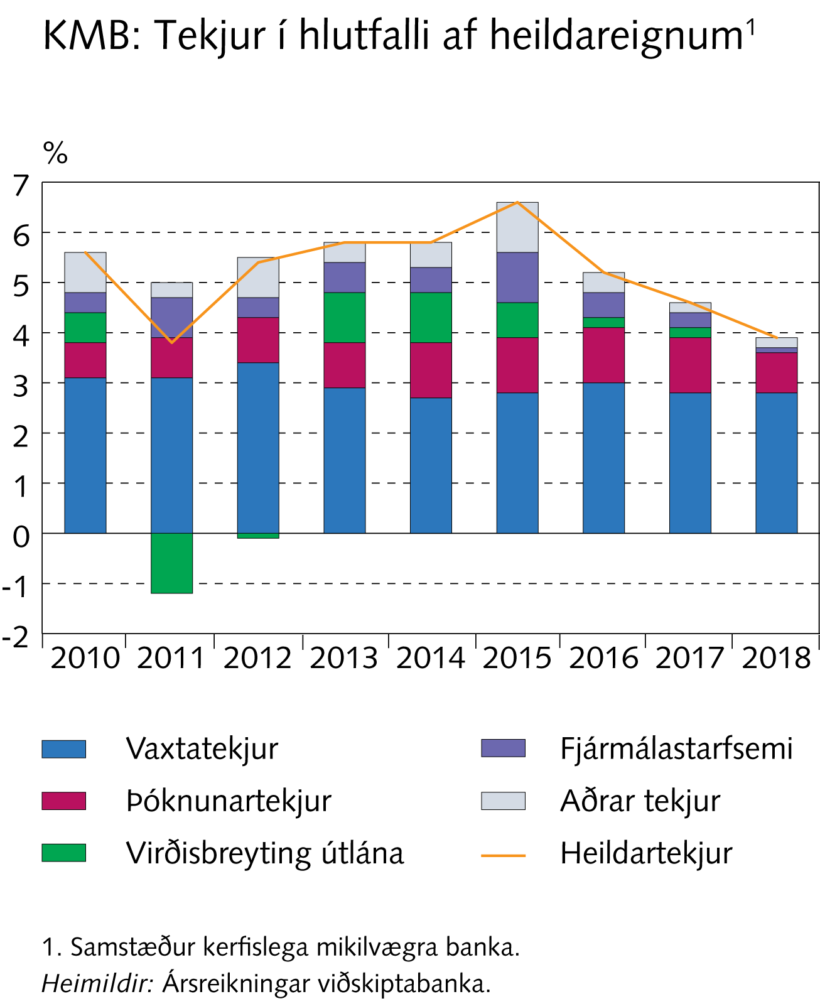 KMB: Tekjur í hlutfalli af heildareignum¹
%
7
6
5
4
3
2
1
0
-1
-2
2010 2011 2012 2013 2014 2015 2016 2017 2018
Vaxtatekjur
Þóknunartekjur
Virðisbreyting útlána
Fjármálastarfsemi
Aðrar tekjur
Heildartekjur
1. Samstæður kerfislega mikilvægra banka.
Heimildir: Ársreikningar viðskiptabanka.